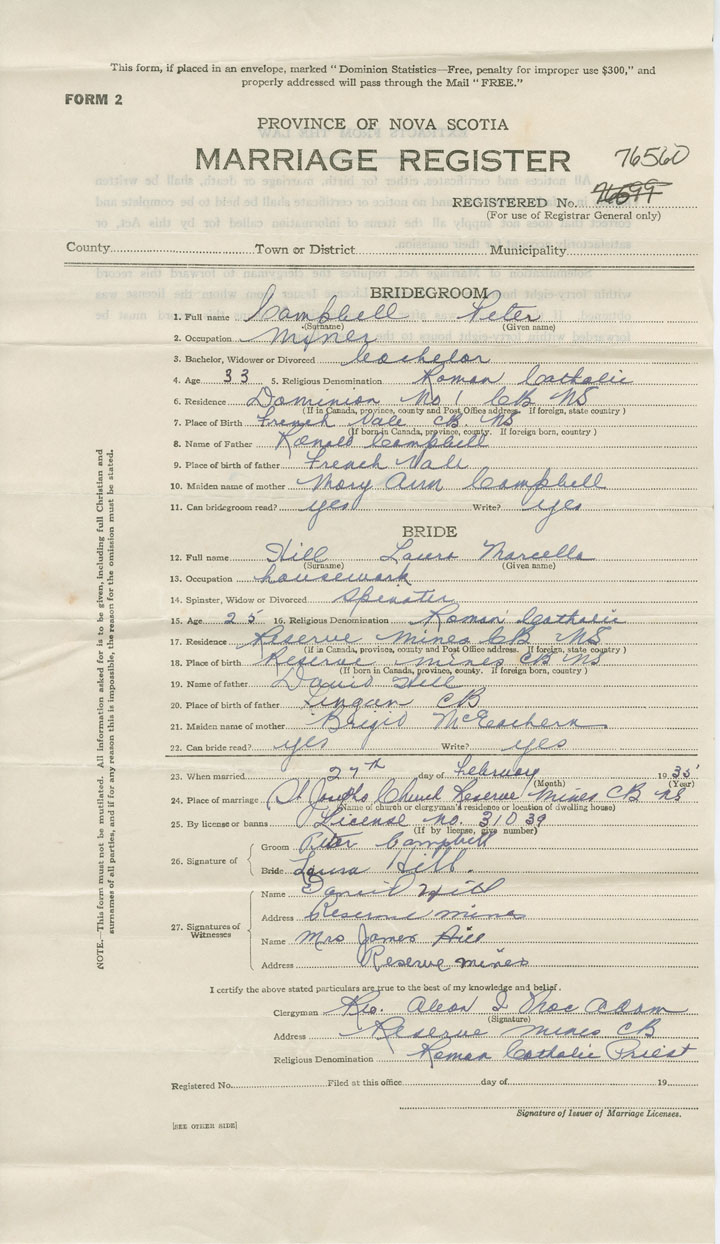 This form, if placed in an envelope, marked "Dominion Statistics—Free, penalty for improper use $300," and
properly addressed will pass through the Mail "FREE."
FORM 2
PROVINCE OF NOVA SCOTIA
MARRIAGE REGISTER
76560
REGISTERED No.
(For use of Registrar General only)
County Town or District Municipality
BRIDEGROOM
1. Full name Campbell Peter
(Surname) (Given name)
2. Occupation Miner
3. Bachelor, Widower or Divorced Bachelor
4. Age 33 5. Religious Denomination Roman Catholic
6. Residence Dominion No 1 CB NS
(If in Canada, province, county and Post Office address. If foreign, state country)
7. Place of Birth French Vale CB. NS
(If born in Canada, province, county. If foreign born, country)
8. Name of Father Ronald Campbell
9. Place of birth of father French Vale
10. Maiden name of mother Mary Ann Campbell
11. Can bridegroom read? yes Write? yes
BRIDE
12. Full name Hill Laura Marcella
(Surname) (Given name)
13. Occupation housework
14. Spinster, Widow or Divorced Spinster
15. Age 25 16. Religious Denomination Roman Catholic
17. Residence Reserve Mines CB NS
(If in Canada, province, county and Post Office address. If foreign, state country)
18. Place of birth Reserve Mines CB NS
(If born in Canada, province, county. If foreign born, country)
19. Name of father David Hill
20. Place of birth of father Lingan CB
21. Maiden name of mother McEachern
22. Can bride read? yes Write? yes
23. When married 27th day of February 1935
(Month) (Year)
24. Place of marriage St Josephs Church Reserve Mines CB NS
(Name of church or clergyman's residence or location of dwelling house)
25. By license or banns License no. 31039
(If by license, give number)
26. Signature of
Groom Peter Campbell
Bride Laura Hill.
27. Signatures of Witnesses
Name Hill
Address Reserve mines
Name Mrs James Hill
Address Reserve mines
I certify the above stated particulars are true to the best of my knowledge and belief.
Clergyman Rev.
(Signature)
Address Reserve Mines CB
Religious Denomination Roman Catholic Priest
Registered No. Filed at this office day of 19
Signature of Issuer of Marriage Licenses.
[SEE OTHER SIDE]
NOTE.—This form must not be mutilated. All information asked for is to be given, including full Christian and
surnames of all parties, and if for any reason this is impossible, the reason for the omission must be stated.